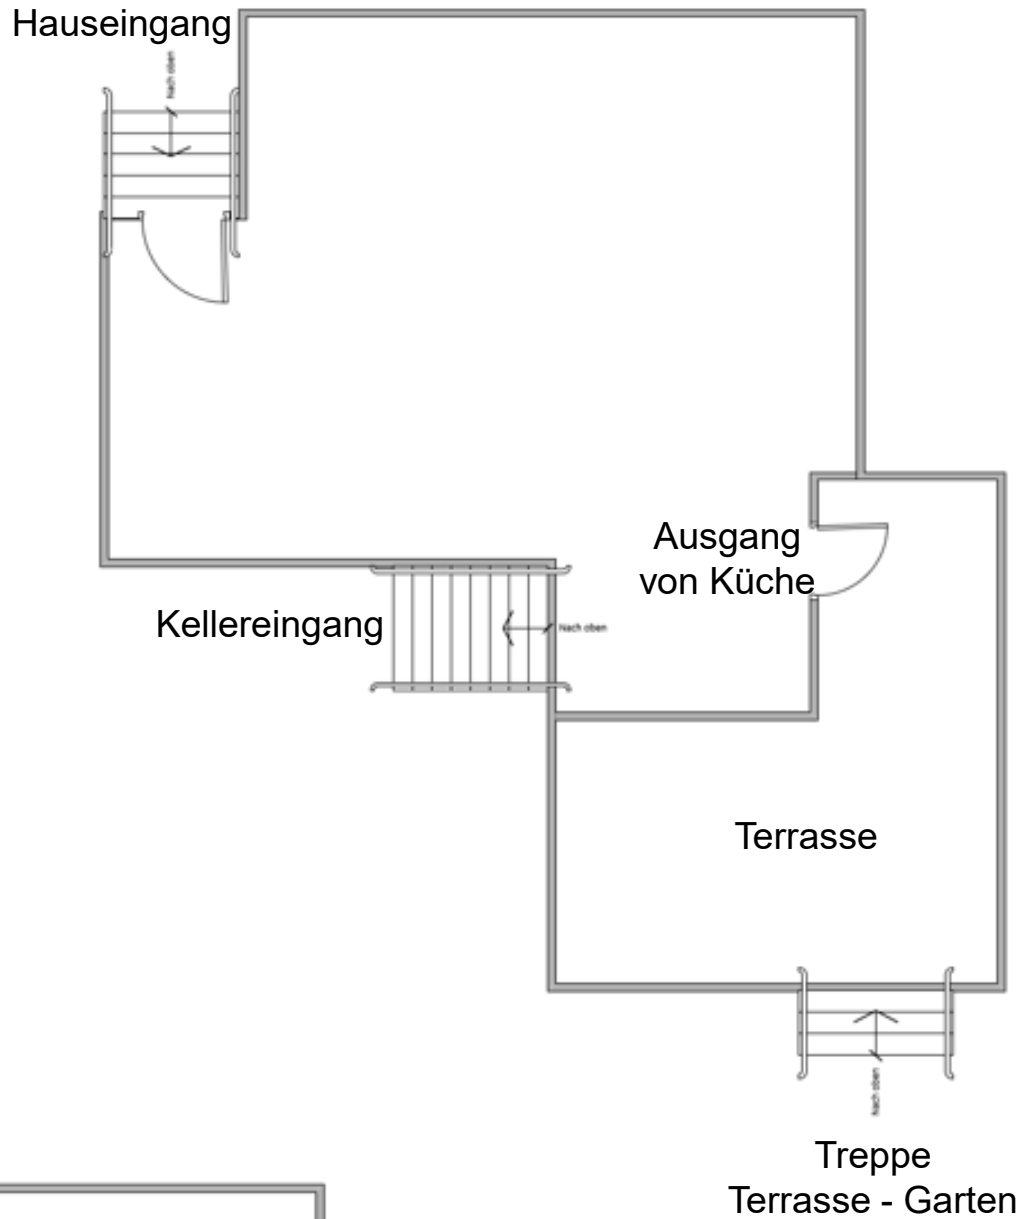 Hauseingang
Nach oben
Ausgang
von Küche
Kellereingang
Nach oben
Terrasse
Nach oben
Treppe
Terrasse - Garten